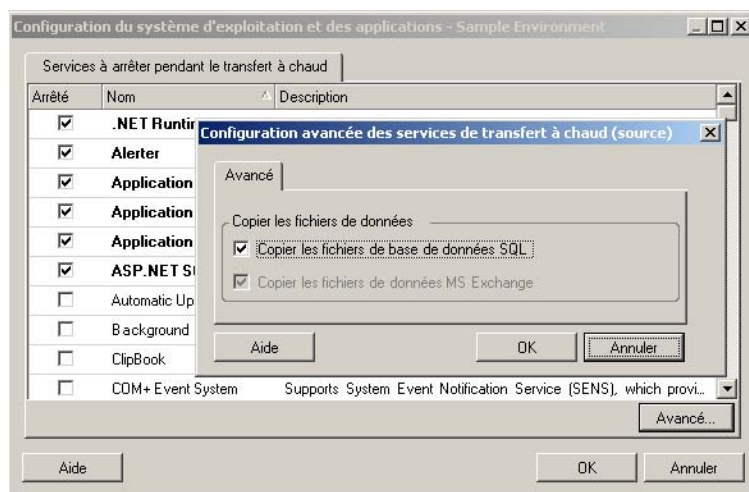 Configuration du système d'exploitation et des applications - Sample Environment
Services à arrêter pendant le transfert à chaud
Arrêté Nom Description
.NET Runtim
Configuration avancée des services de transfert à chaud (source)
Alerter
Avancé
Application
Copier les fichiers de données
Application
Application
Copier les fichiers de base de données SQL
ASP.NET S
Copier les fichiers de données MS Exchange
Automatic Up
Background
Aide OK Annuler
ClipBook
COM+ Event System Supports System Event Notification Service (SENS), which provi...
Avancé...
Aide OK Annuler